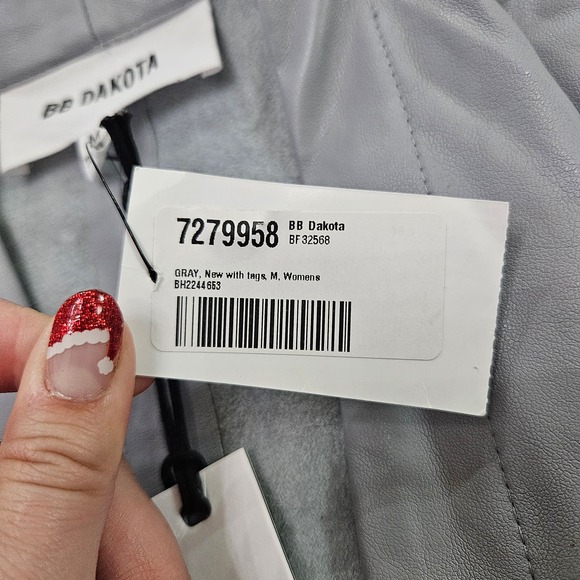 BB DAKOTA
M
7279958 BB Dakota
BF32568
GRAY, New with tags, M, Womens
BH2244653